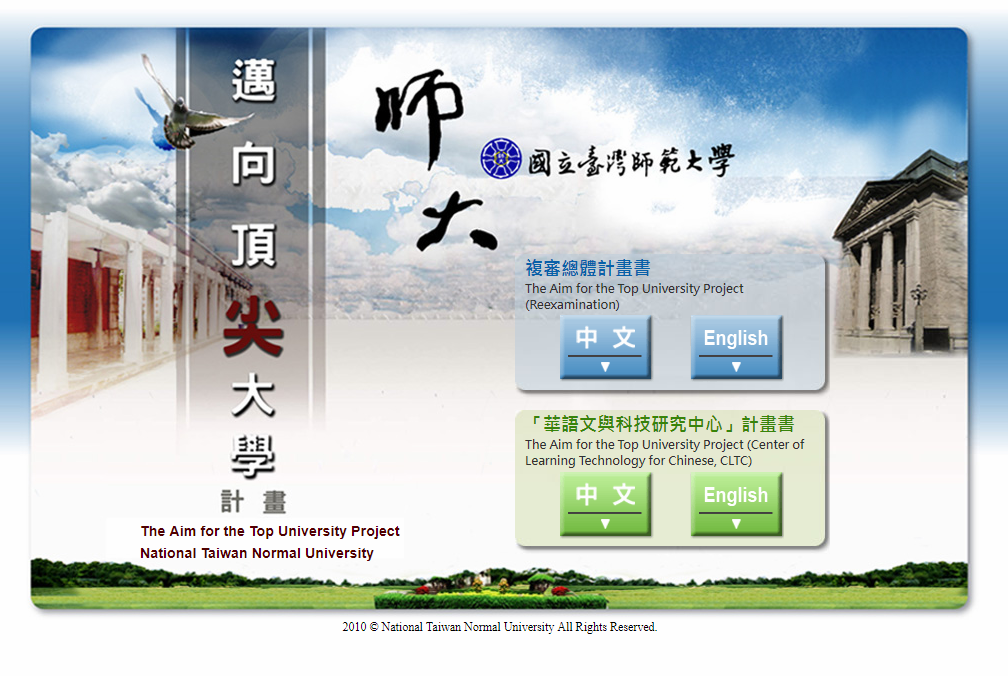 邁向頂尖大學
計畫
The Aim for the Top University Project
National Taiwan Normal University
師大
國立臺灣師範大學
複審總體計畫書
The Aim for the Top University Project
(Reexamination)
中文
English
「華語文與科技研究中心」計畫書
The Aim for the Top University Project (Center of
Learning Technology for Chinese, CLTC)
中文
English
2010 © National Taiwan Normal University All Rights Reserved.